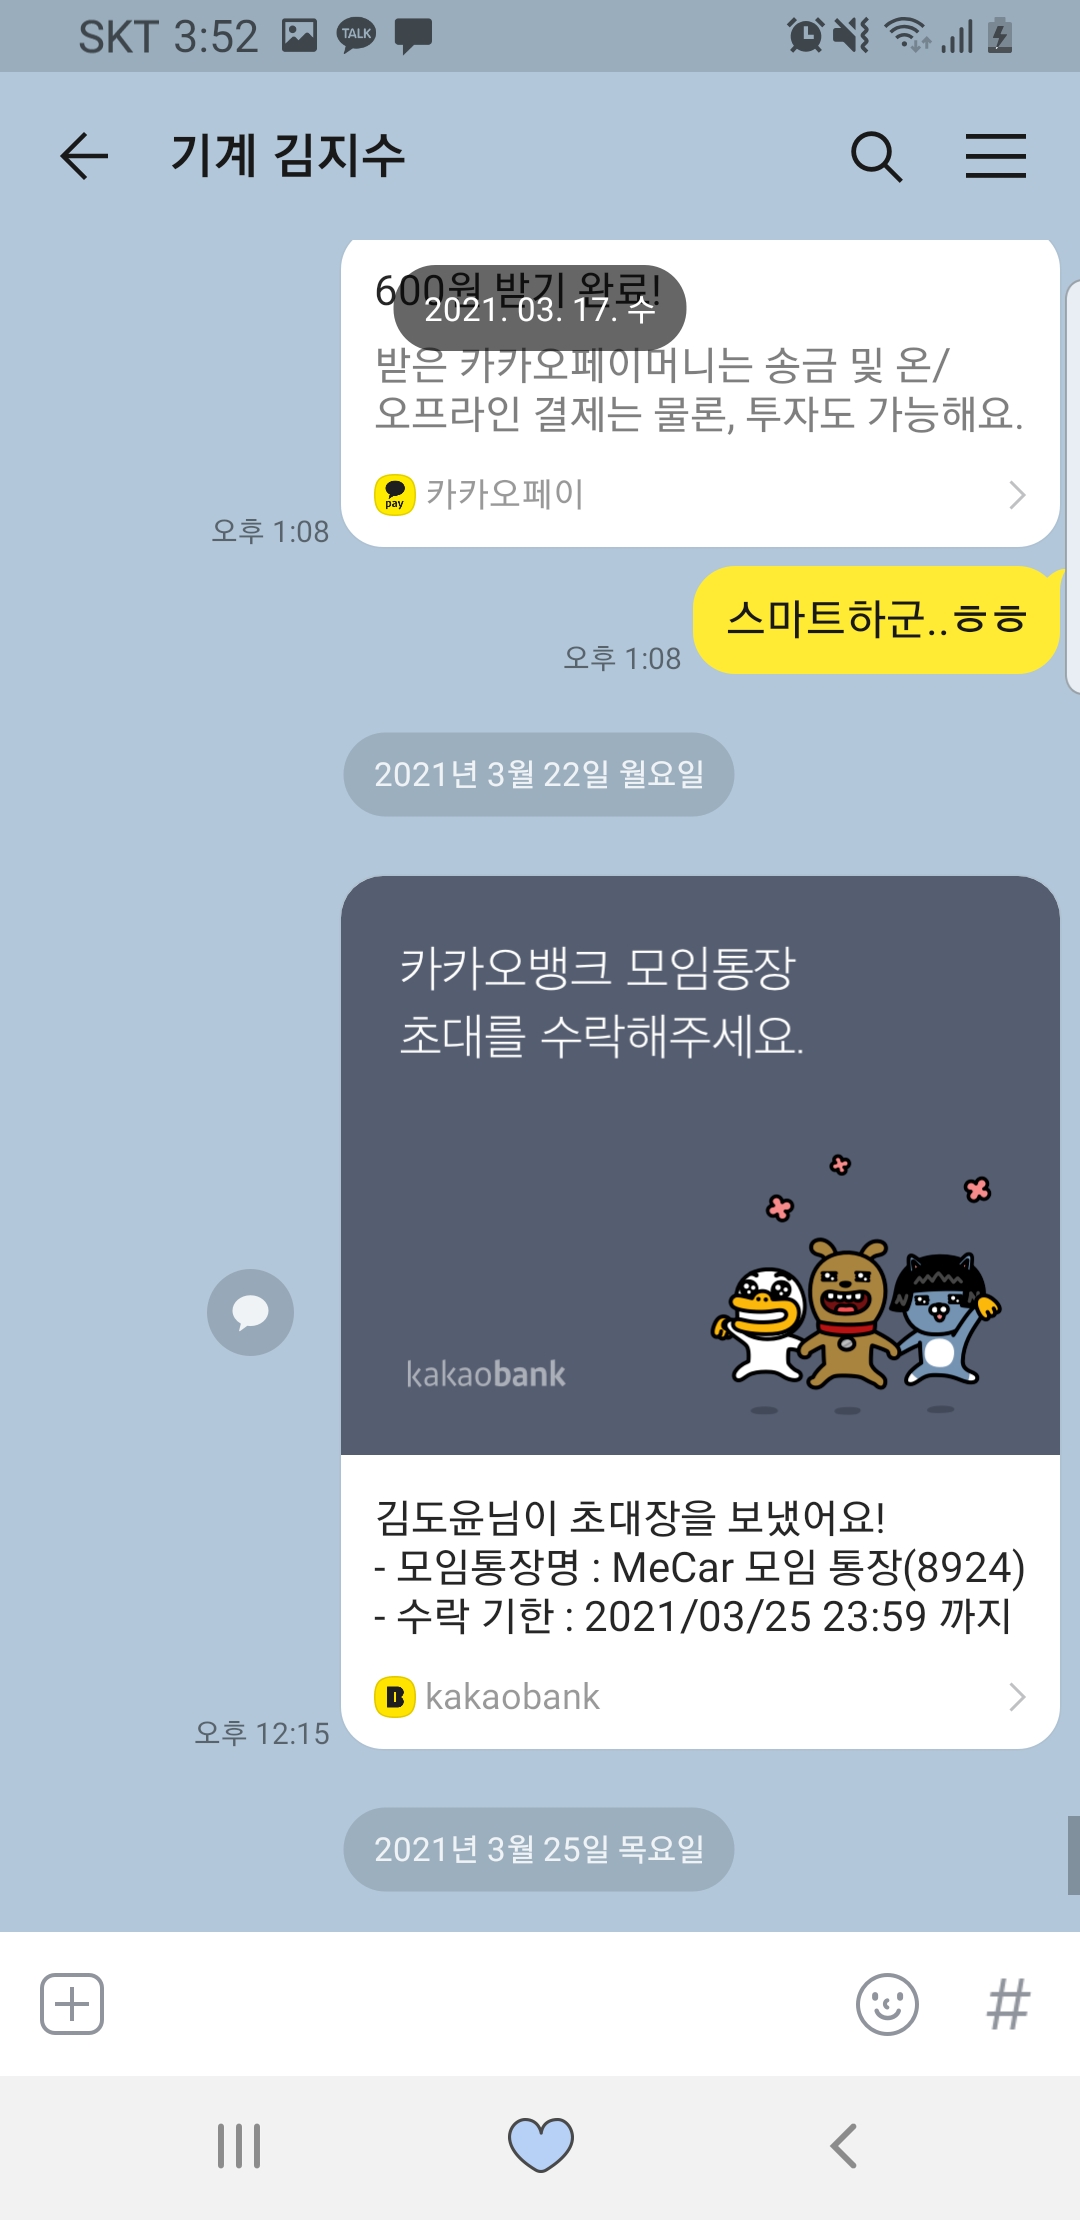 SKT 3:52
TALK
기계 김지수
600원 받기 완료!
2021. 03. 17. 수
받은 카카오페이머니는 송금 및 온/
오프라인 결제는 물론, 투자도 가능해요.
pay 카카오페이
오후 1:08
스마트하군..ㅎㅎ
오후 1:08
2021년 3월 22일 월요일
카카오뱅크 모임통장
초대를 수락해주세요.
kakaobank
김도윤님이 초대장을 보냈어요!
- 모임통장명 : MeCar 모임 통장(8924)
- 수락 기한 : 2021/03/25 23:59 까지
B kakaobank
오후 12:15
2021년 3월 25일 목요일
#